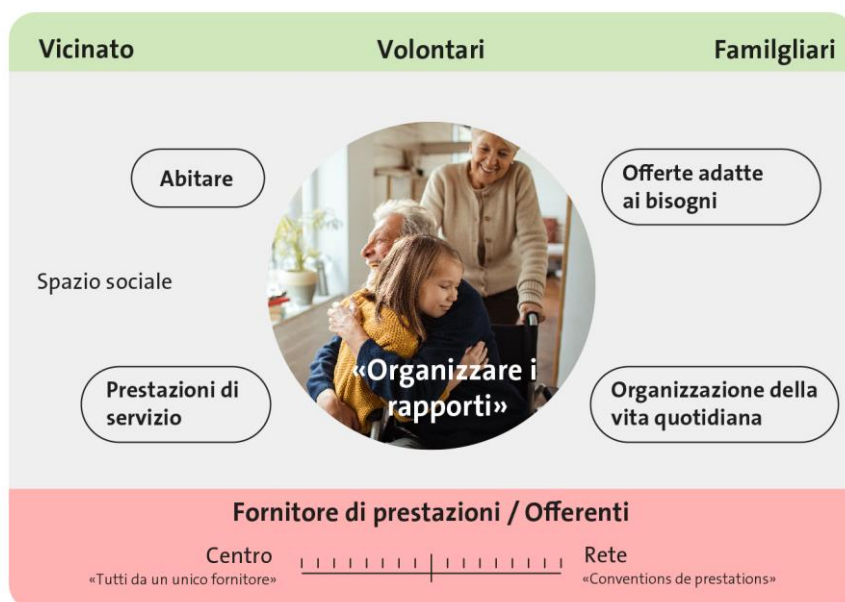 Vicinato Volontari Familgliari
Abitare
Offerte adatte
ai bisogni
Spazio sociale
«Organizzare i
rapporti»
Prestazioni di
servizio
Organizzazione della
vita quotidiana
Fornitore di prestazioni / Offerenti
Centro
«Tutti da un unico fornitore»
Rete
«Conventions de prestations»